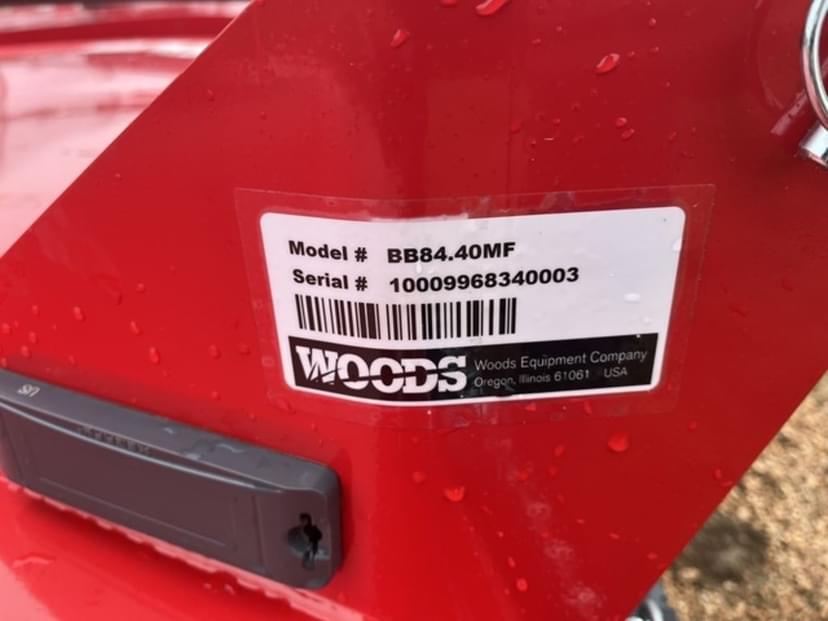 Model # BB84.40MF
Serial # 10009968340003
WOODS
Woods Equipment Company
Oregon, Illinois 61061 USA